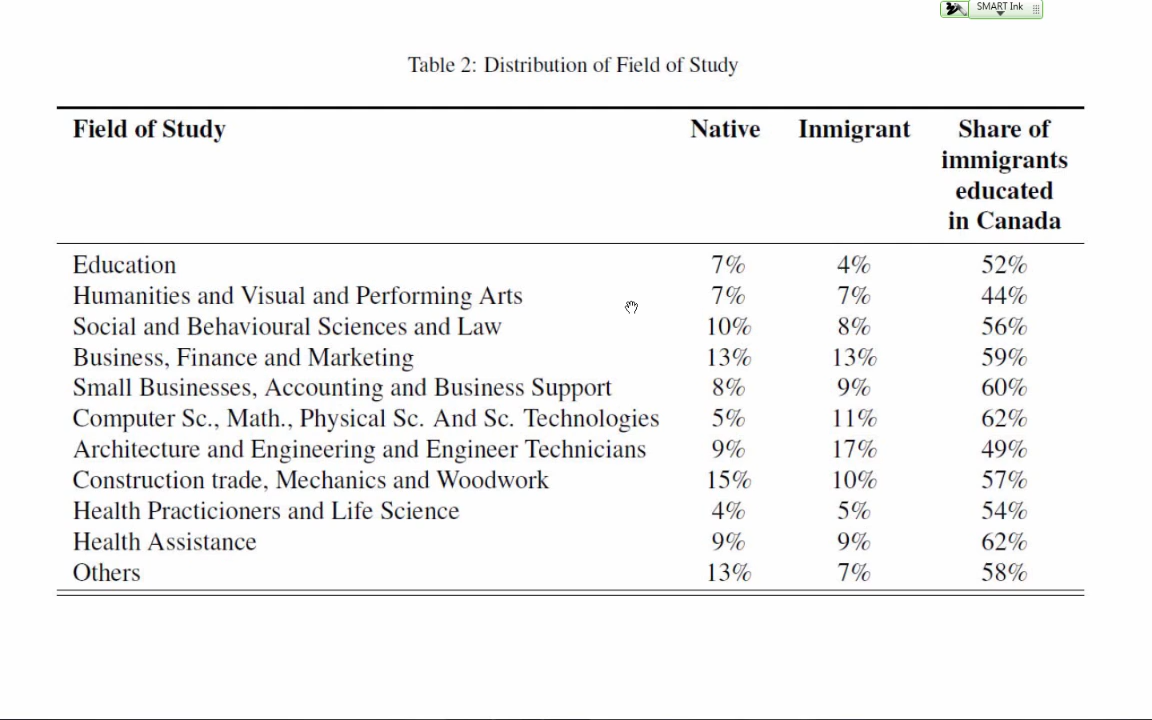 SMART Ink
Table 2: Distribution of Field of Study
Field of Study Native Inmigrant Share of
immigrants
educated
in Canada
Education 7% 4% 52%
Humanities and Visual and Performing Arts 7% 7% 44%
Social and Behavioural Sciences and Law 10% 8% 56%
Business, Finance and Marketing 13% 13% 59%
Small Businesses, Accounting and Business Support 8% 9% 60%
Computer Sc., Math., Physical Sc. And Sc. Technologies 5% 11% 62%
Architecture and Engineering and Engineer Technicians 9% 17% 49%
Construction trade, Mechanics and Woodwork 15% 10% 57%
Health Practicioners and Life Science 4% 5% 54%
Health Assistance 9% 9% 62%
Others 13% 7% 58%